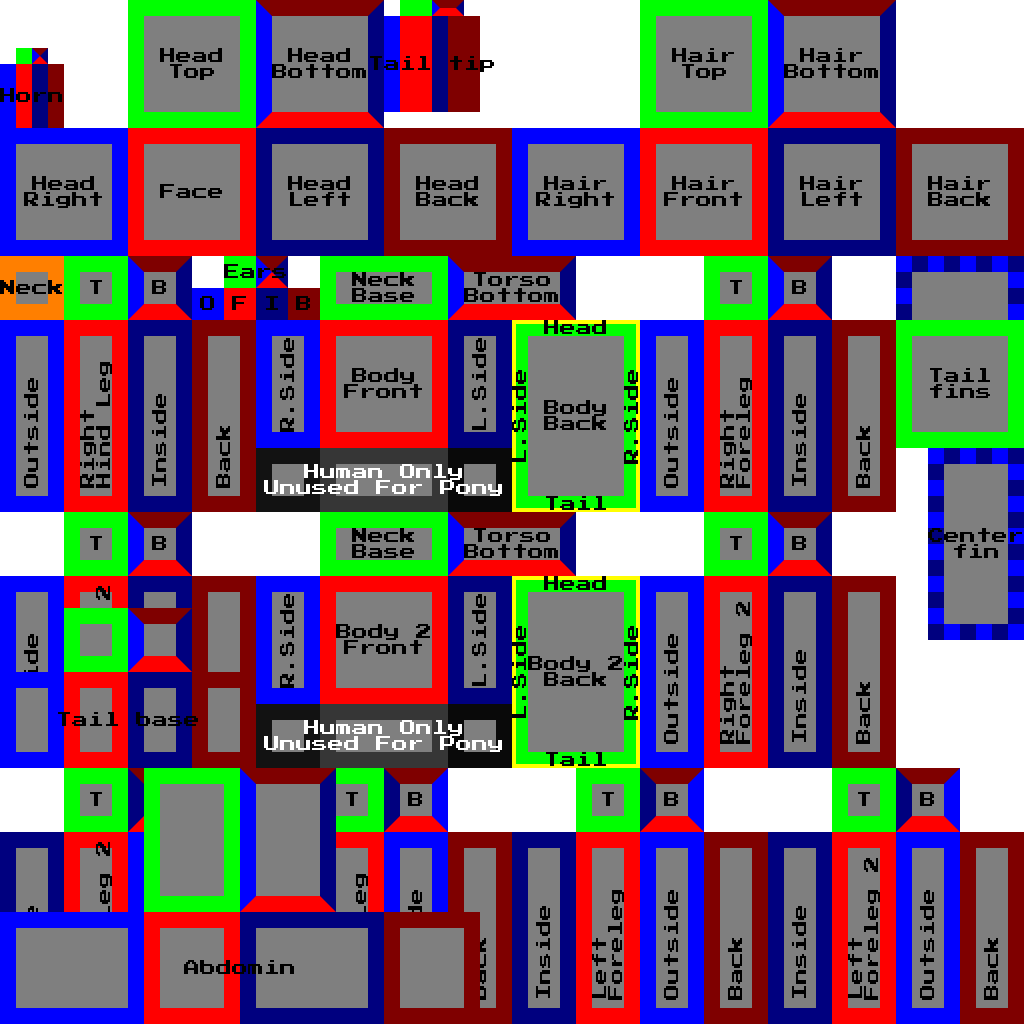 Head
Top
Head
Bottom
Tail tip
Hair
Top
Hair
Bottom
Horn
Head
Right
Face
Head
Left
Head
Back
Hair
Right
Hair
Front
Hair
Left
Hair
Back
Neck
T
B
Ears
O F I B
Neck
Base
Torso
Bottom
T
B
Outside
Right
Hind Leg
Inside
Back
R.Side
Body
Front
L.Side
Head
L.Side
Body
Back
R.Side
Tail
Outside
Right
Foreleg
Inside
Back
Tail
fins
Human Only
Unused For Pony
T
B
Neck
Base
Torso
Bottom
T
B
Center
fin
2
R.Side
Body 2
Front
L.Side
Head
L.Side
Body 2
Back
R.Side
Tail
Outside
Right
Foreleg 2
Inside
Back
Tail base
Human Only
Unused For Pony
T
T
B
T
B
T
B
Leg 2
Leg
Back
Inside
Left
Foreleg
Outside
Back
Inside
Left
Foreleg 2
Outside
Back
Abdomin